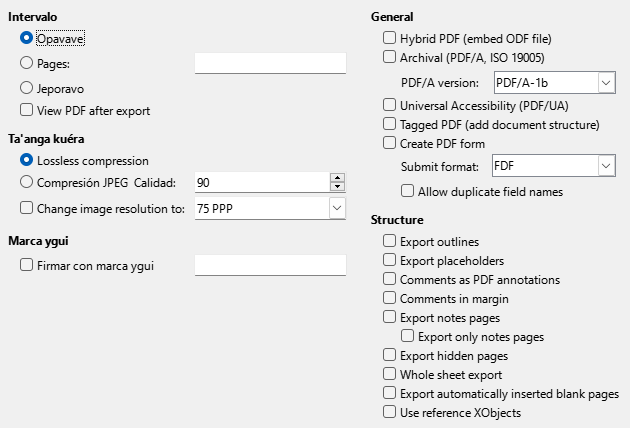 Intervalo
Opavave
Pages:
Jeporavo
View PDF after export
Ta'anga kuéra
Lossless compression
Compresión JPEG Calidad: 90
Change image resolution to: 75 PPP
Marca ygui
Firmar con marca ygui
General
Hybrid PDF (embed ODF file)
Archival (PDF/A, ISO 19005)
PDF/A version: PDF/A-1b
Universal Accessibility (PDF/UA)
Tagged PDF (add document structure)
Create PDF form
Submit format: FDF
Allow duplicate field names
Structure
Export outlines
Export placeholders
Comments as PDF annotations
Comments in margin
Export notes pages
Export only notes pages
Export hidden pages
Whole sheet export
Export automatically inserted blank pages
Use reference XObjects